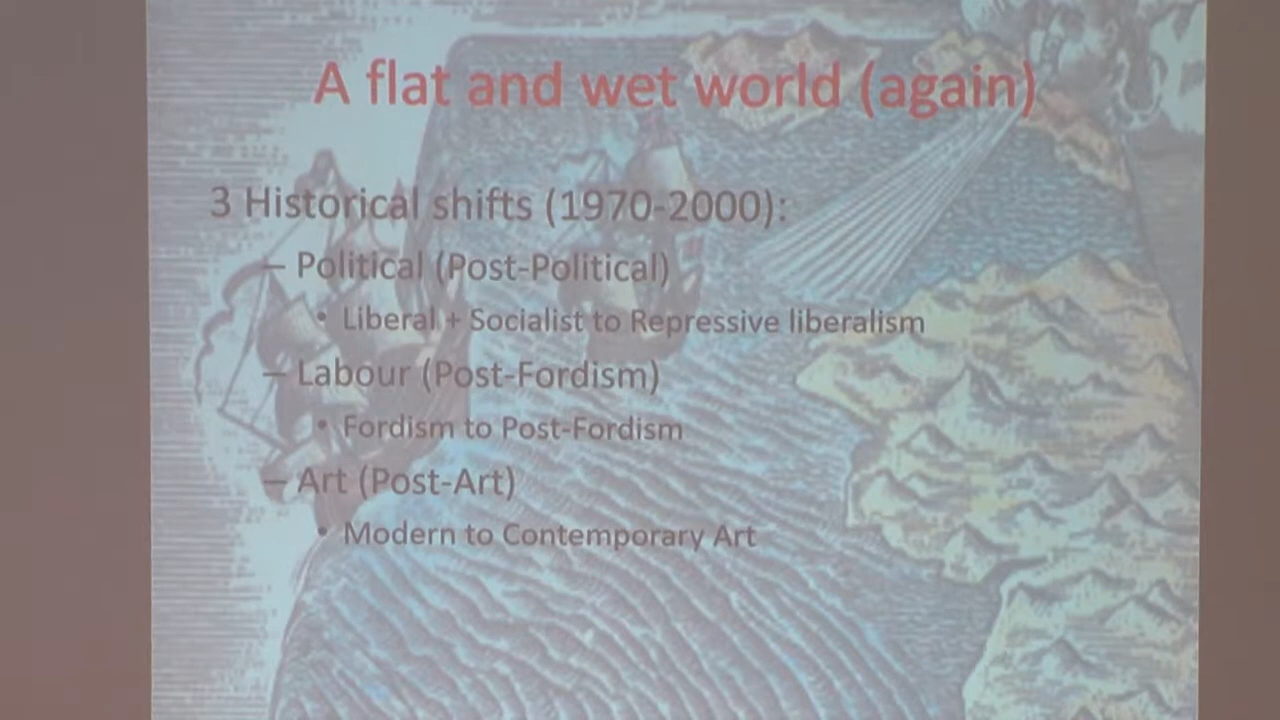 A flat and wet world (again)
3 Historical shifts (1970-2000):
– Political (Post-Political)
• Liberal + Socialist to Repressive liberalism
– Labour (Post-Fordism)
• Fordism to Post-Fordism
– Art (Post-Art)
• Modern to Contemporary Art